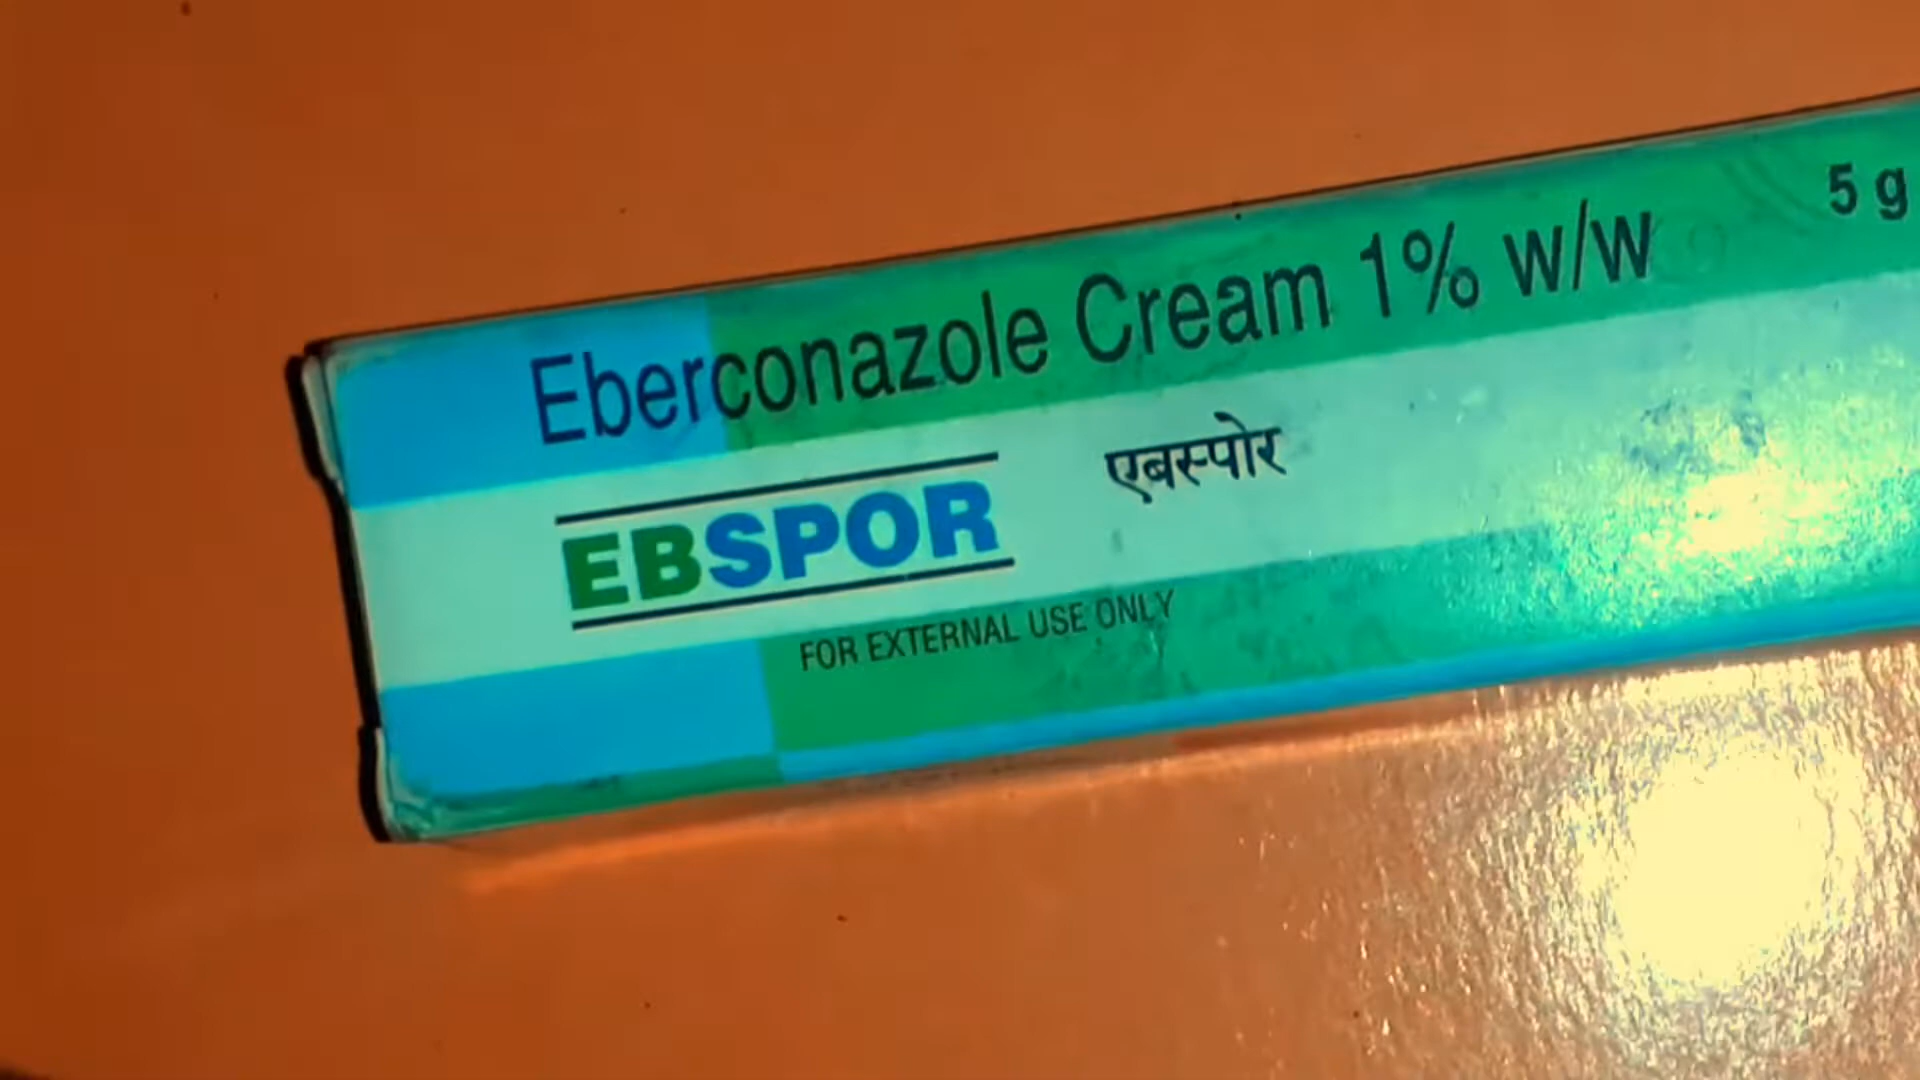 Eberconazole Cream 1% w/w 5 g
EBSPOR एबस्पोर
FOR EXTERNAL USE ONLY